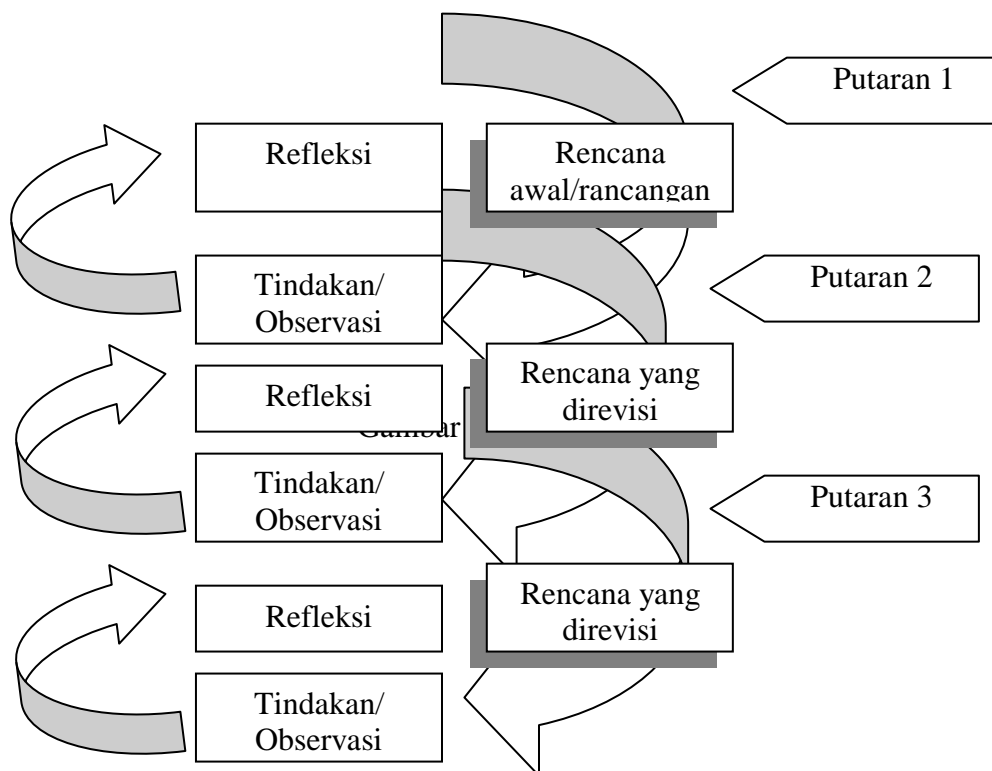 Putaran 1
Refleksi
Rencana
awal/rancangan
Tindakan/
Observasi
Putaran 2
Refleksi
Rencana yang
direvisi
Gambar
Tindakan/
Observasi
Putaran 3
Refleksi
Rencana yang
direvisi
Tindakan/
Observasi